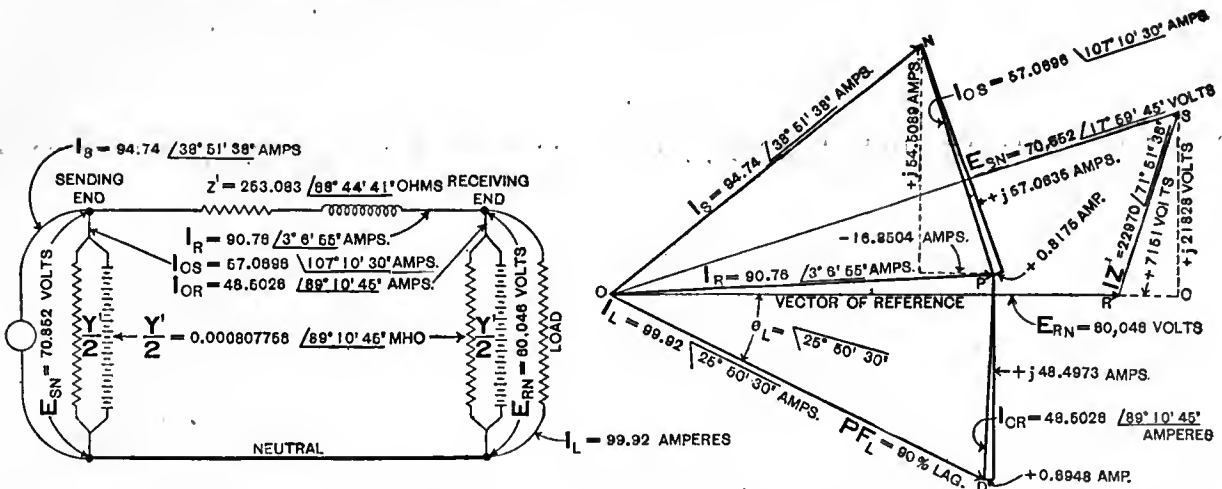 I_S = 94.74 /38° 51' 38" AMPS
SENDING
END
Z' = 253.083 /88° 44' 41" OHMS
RECEIVING
END
I_R = 90.78 /3° 6' 55" AMPS.
I_OS = 57.0698 \107° 10' 30" AMPS.
I_OR = 48.5028 /89° 10' 45" AMPS.
E_SN = 70,652 VOLTS
Y'/2
Y'/2 = 0.000807758 /89° 10' 45" MHO
Y'/2
E_RN = 60,046 VOLTS
LOAD
NEUTRAL
I_L = 99.92 AMPERES
N
I_OS = 57.0698 \107° 10' 30" AMPS
+j54.5089 AMPS.
I_S = 94.74 /38° 51' 38" AMPS.
E_SN = 70,652 /17° 59' 45" VOLTS
S
+j57.0635 AMPS.
+0.8175 AMP.
-16.8504 AMPS.
IZ' = 22970 /71° 51' 36"
+7151 VOLTS
+j21828 VOLTS
I_R = 90.78 /3° 6' 55" AMPS.
P
O
VECTOR OF REFERENCE
R
O
E_RN = 60,046 VOLTS
θ_L = \25° 50' 30"
I_L = 99.92 \25° 50' 30" AMPS.
+j48.4973 AMPS.
PF_L = 90% LAG.
I_OR = 48.5028 /89° 10' 45"
AMPERES
D
+0.6948 AMP.